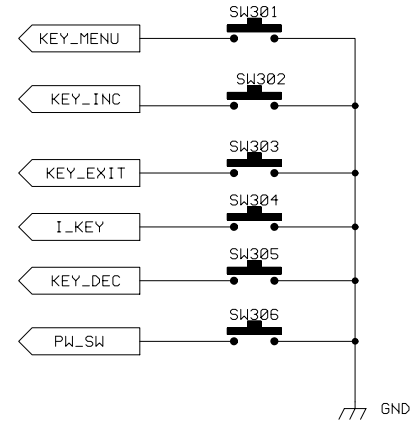 SW301
KEY_MENU
SW302
KEY_INC
SW303
KEY_EXIT
SW304
I_KEY
SW305
KEY_DEC
SW306
PW_SW
GND